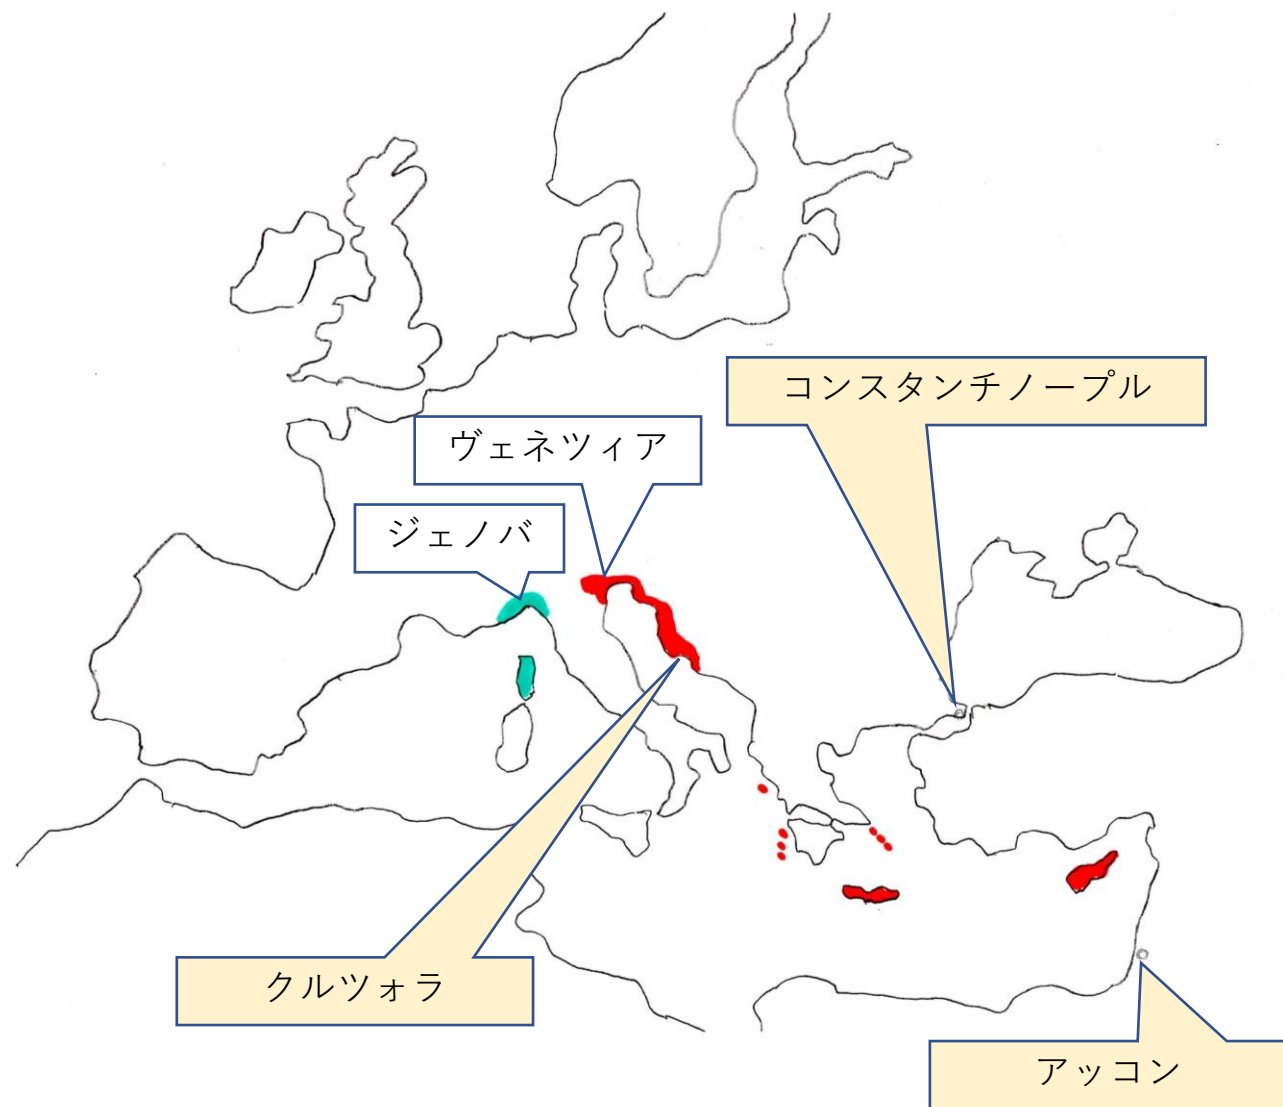 コンスタンチノープル
ヴェネツィア
ジェノバ
クルツォラ
アッコン